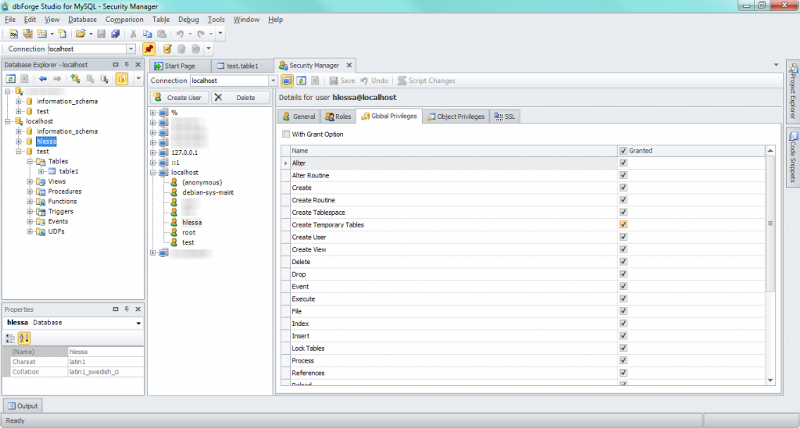 dbForge Studio for MySQL - Security Manager
File Edit View Database Comparison Table Debug Tools Window Help
Connection localhost
Database Explorer - localhost
information_schema
test
localhost
information_schema
hlessa
test
Tables
table1
Views
Procedures
Functions
Triggers
Events
UDFs
Properties
hlessa Database
(Name) hlessa
Charset latin1
Collation latin1_swedish_ci
Start Page test.table1 Security Manager
Connection localhost
Save Undo Script Changes
Create User Delete
%
127.0.0.1
::1
localhost
(anonymous)
debian-sys-maint
hlessa
root
test
Details for user hlessa@localhost
General Roles Global Privileges Object Privileges SSL
With Grant Option
Name Granted
Alter
Alter Routine
Create
Create Routine
Create Tablespace
Create Temporary Tables
Create User
Create View
Delete
Drop
Event
Execute
File
Index
Insert
Lock Tables
Process
References
Reload
Project Explorer
Code Snippets
Output
Ready